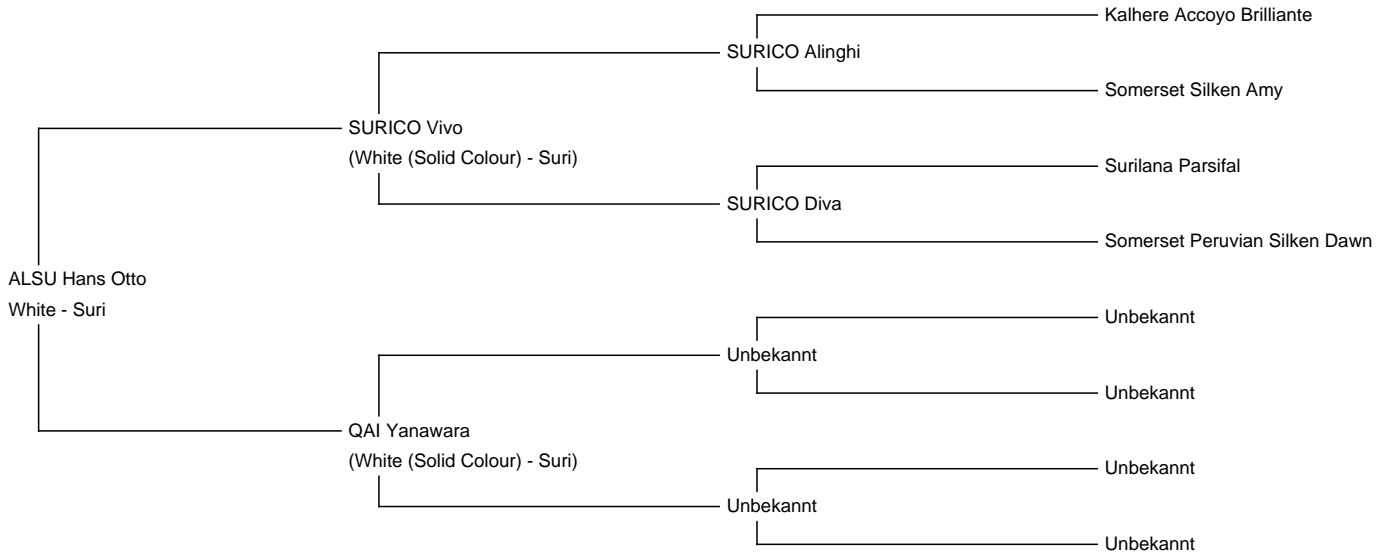 Kalhere Accoyo Brilliante
SURICO Alinghi
Somerset Silken Amy
SURICO Vivo
(White (Solid Colour) - Suri)
Surilana Parsifal
SURICO Diva
Somerset Peruvian Silken Dawn
ALSU Hans Otto
White - Suri
Unbekannt
Unbekannt
Unbekannt
QAI Yanawara
(White (Solid Colour) - Suri)
Unbekannt
Unbekannt
Unbekannt